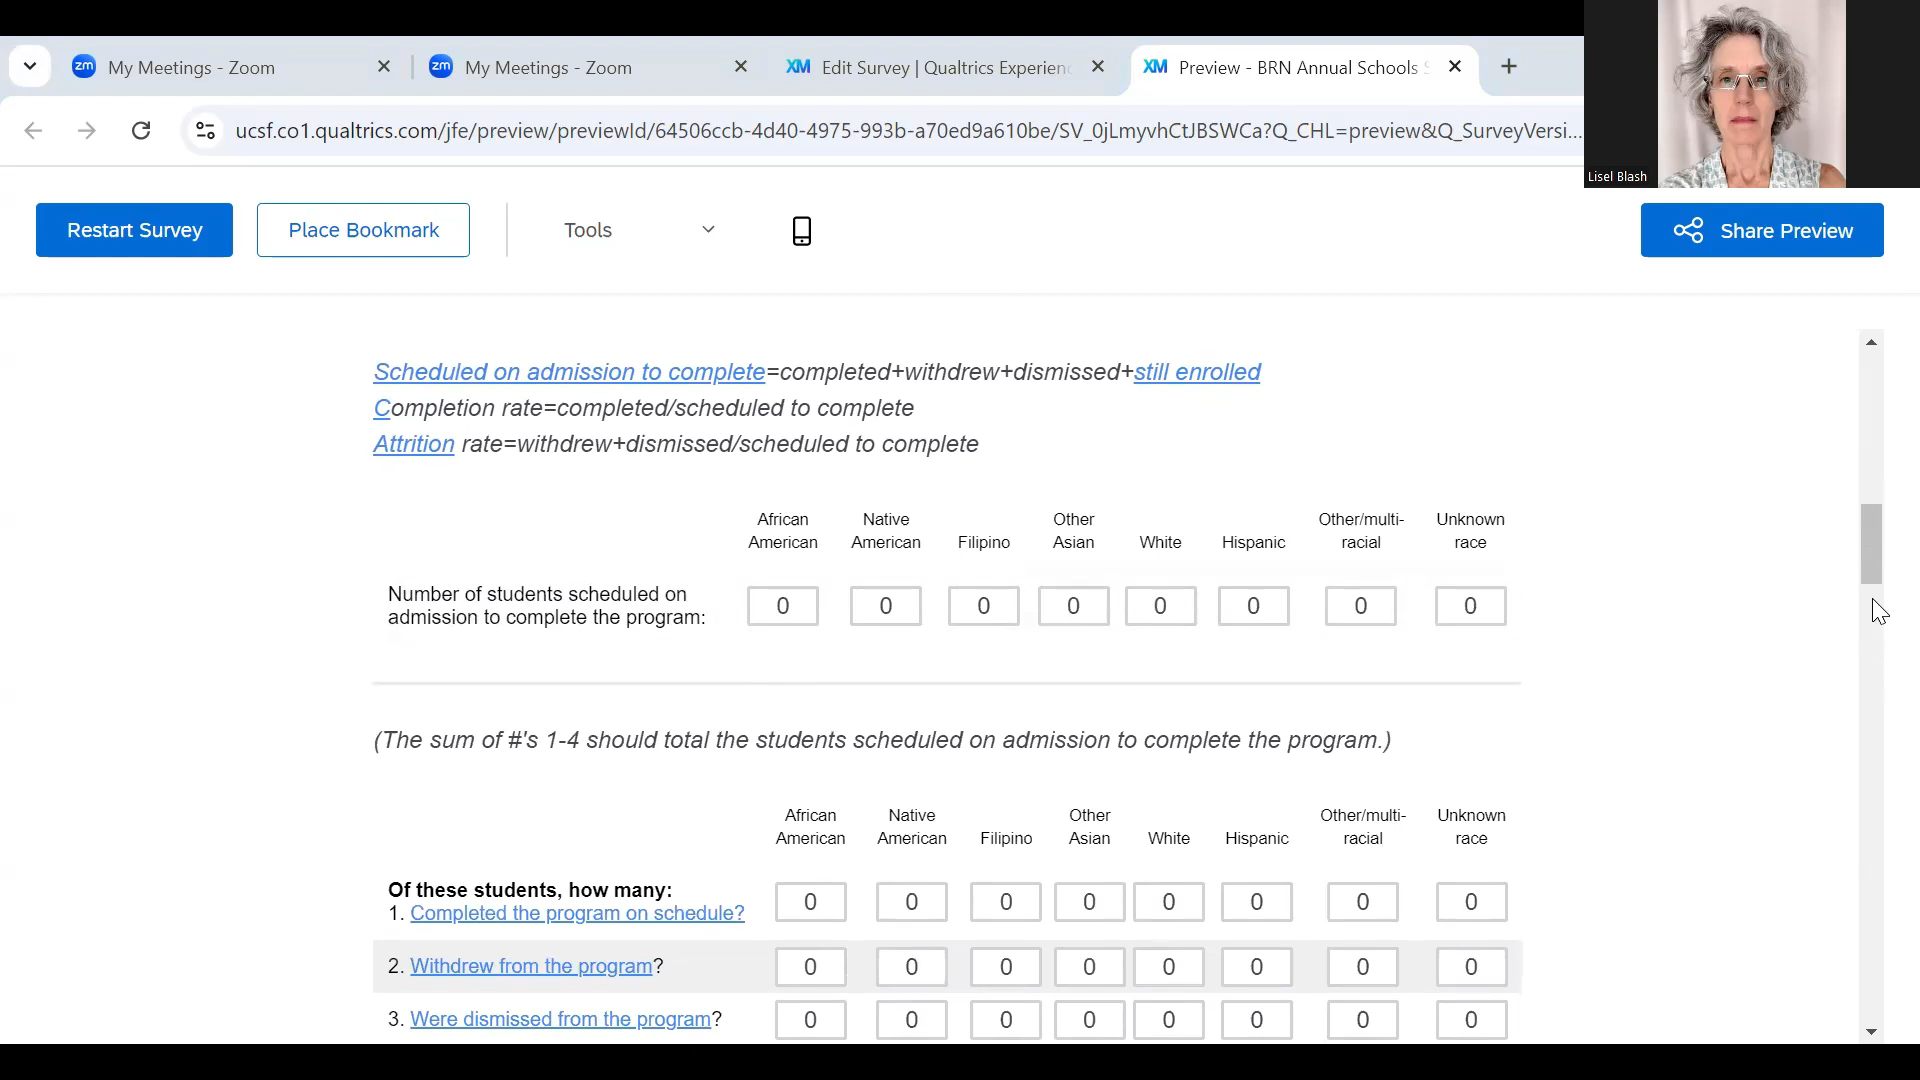 My Meetings - Zoom
My Meetings - Zoom
Edit Survey | Qualtrics Experien
Preview - BRN Annual Schools S
ucsf.co1.qualtrics.com/jfe/preview/previewId/64506ccb-4d40-4975-993b-a70ed9a610be/SV_0jLmyvhCtJBSWCa?Q_CHL=preview&Q_SurveyVersi...
Lisel Blash
Restart Survey
Place Bookmark
Tools
Share Preview
Scheduled on admission to complete=completed+withdrew+dismissed+still enrolled
Completion rate=completed/scheduled to complete
Attrition rate=withdrew+dismissed/scheduled to complete
African Native Other Other/multi- Unknown
American American Filipino Asian White Hispanic racial race
Number of students scheduled on
admission to complete the program: 0 0 0 0 0 0 0 0
(The sum of #'s 1-4 should total the students scheduled on admission to complete the program.)
African Native Other Other/multi- Unknown
American American Filipino Asian White Hispanic racial race
Of these students, how many:
1. Completed the program on schedule? 0 0 0 0 0 0 0 0
2. Withdrew from the program? 0 0 0 0 0 0 0 0
3. Were dismissed from the program? 0 0 0 0 0 0 0 0